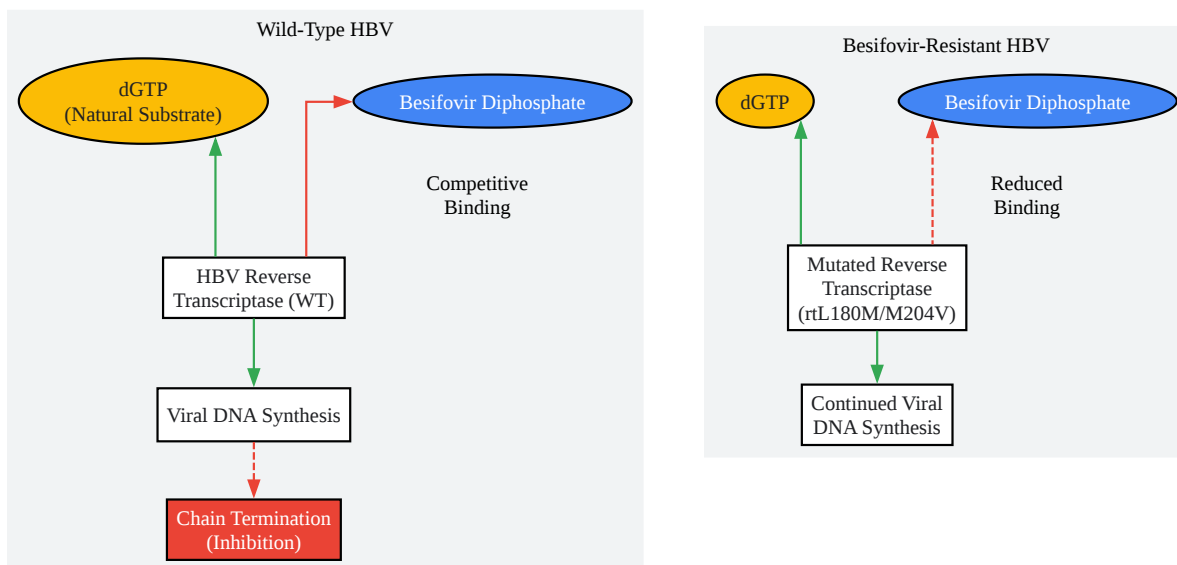 Wild-Type HBV
dGTP
(Natural Substrate)
Besifovir Diphosphate
Competitive
Binding
HBV Reverse
Transcriptase (WT)
Viral DNA Synthesis
Chain Termination
(Inhibition)
Besifovir-Resistant HBV
dGTP
Besifovir Diphosphate
Reduced
Binding
Mutated Reverse
Transcriptase
(rtL180M/M204V)
Continued Viral
DNA Synthesis